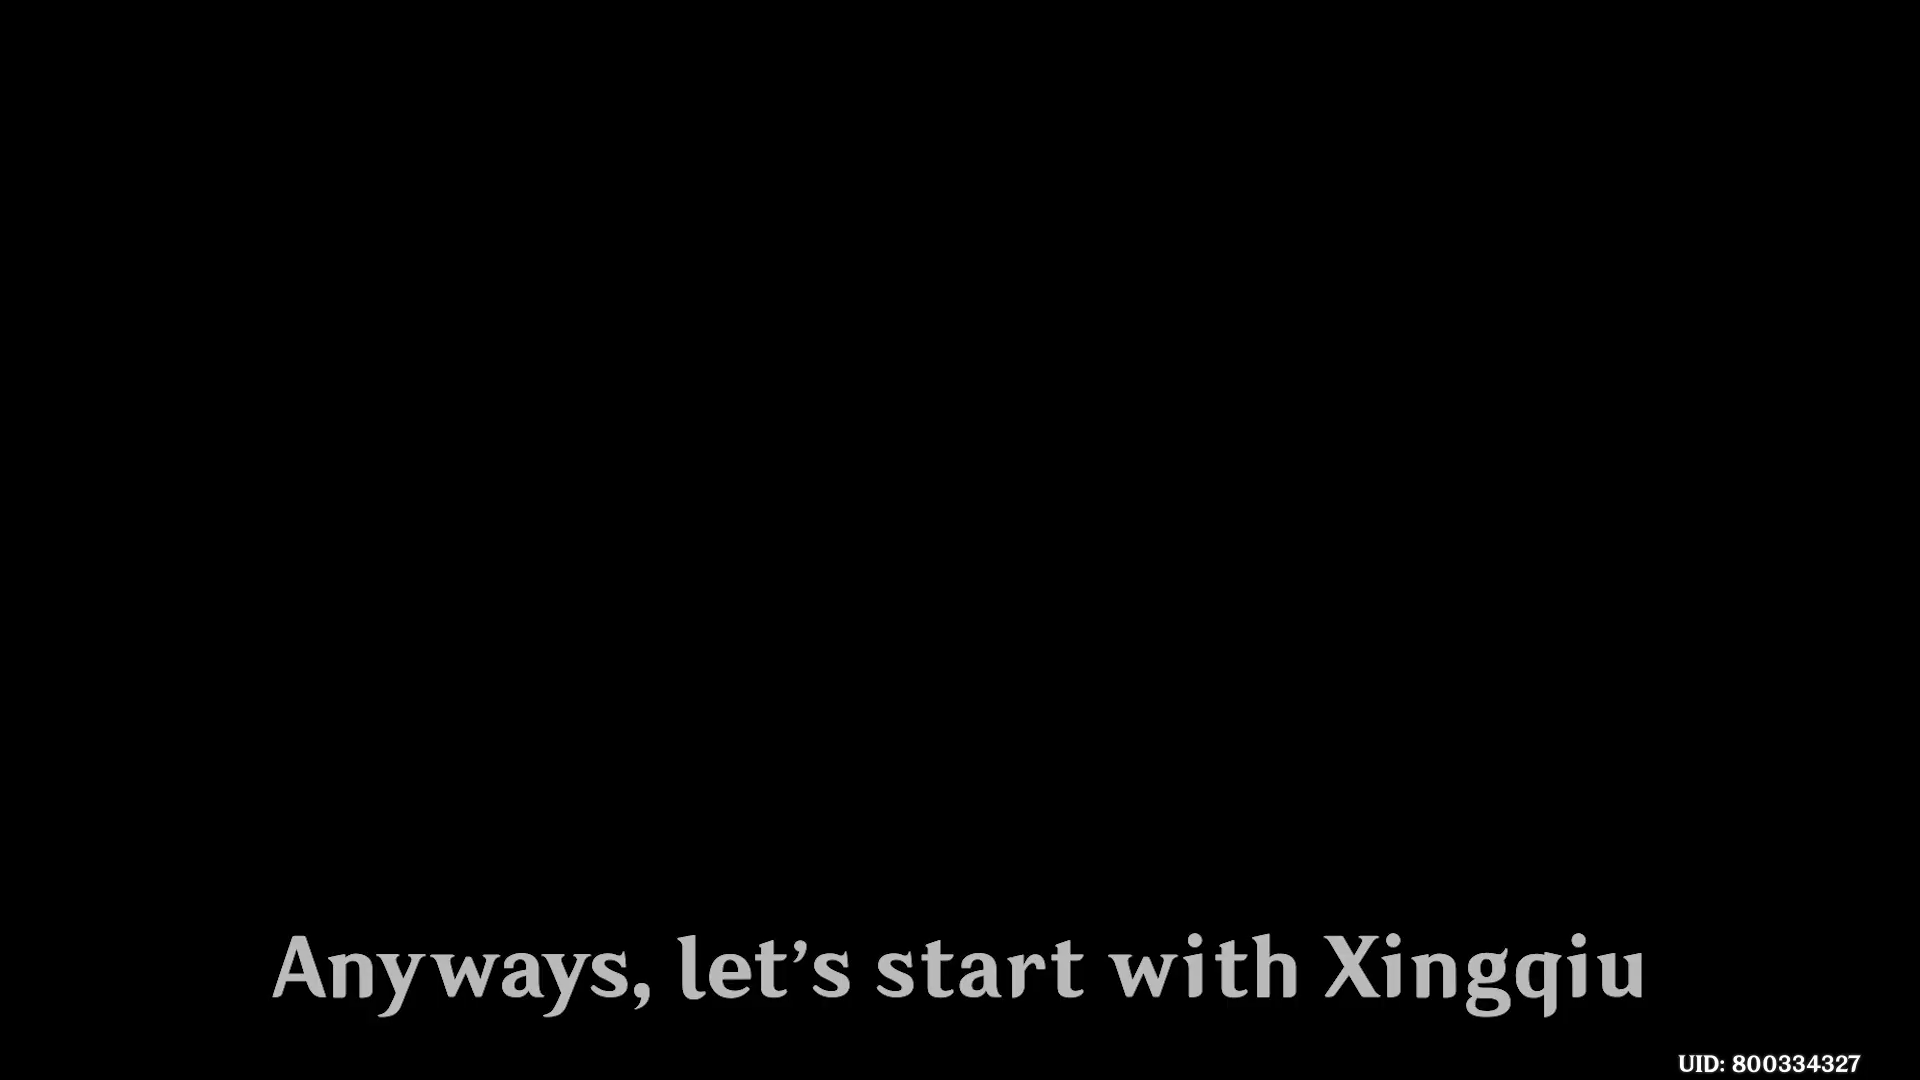 Anyways, let’s start with Xingqiu
UID: 800334327